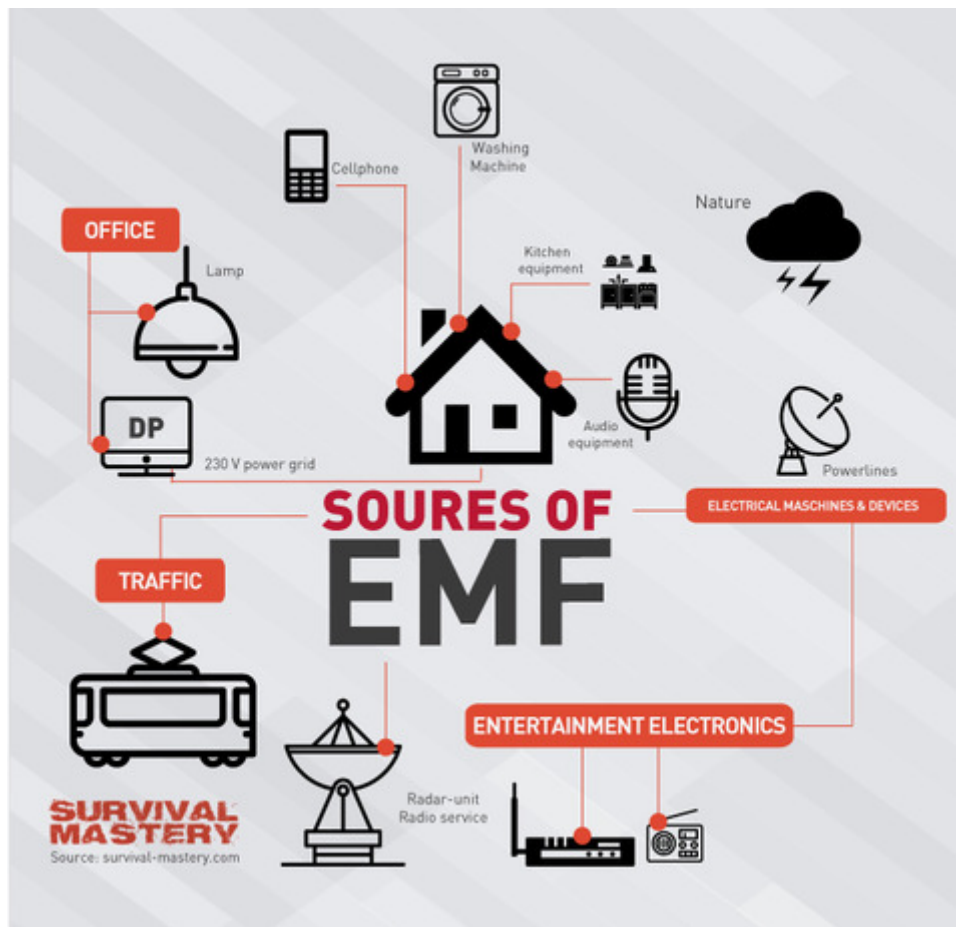 Washing
Machine
Cellphone
Nature
OFFICE
Lamp
Kitchen
equipment
DP
Audio
equipment
230 V power grid
Powerlines
SOURES OF
EMF
ELECTRICAL MASCHINES & DEVICES
TRAFFIC
ENTERTAINMENT ELECTRONICS
Radar-unit
Radio service
SURVIVAL
MASTERY
Source: survival-mastery.com